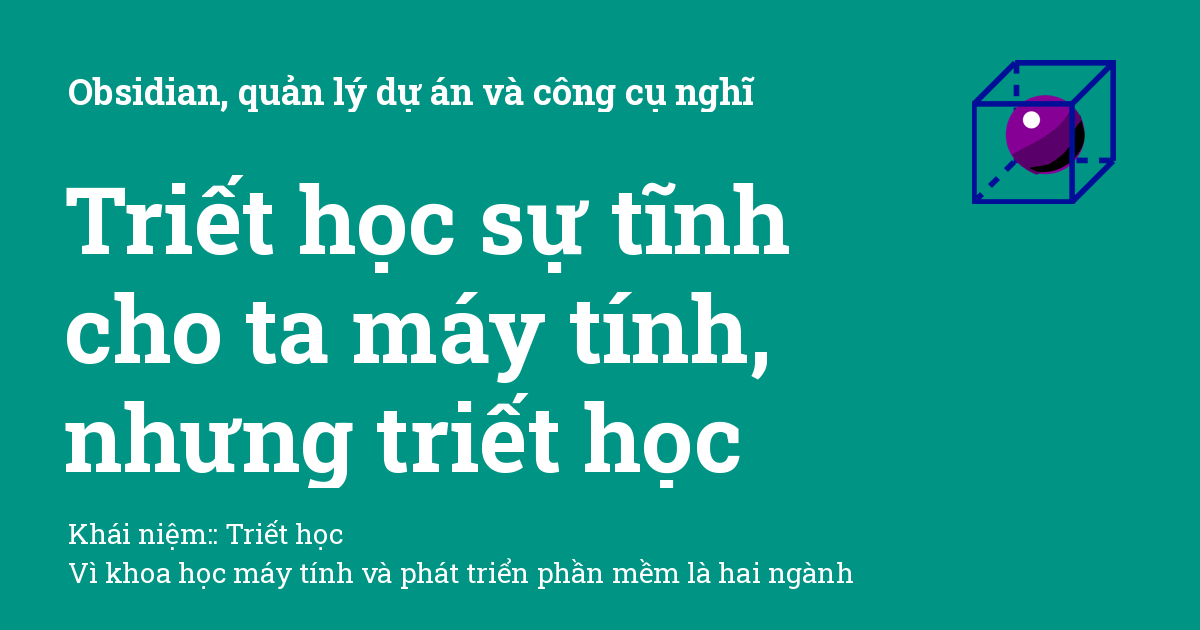 Obsidian, quản lý dự án và công cụ nghĩ
Triết học sự tĩnh
cho ta máy tính,
nhưng triết học
Khái niệm:: Triết học
Vì khoa học máy tính và phát triển phần mềm là hai ngành